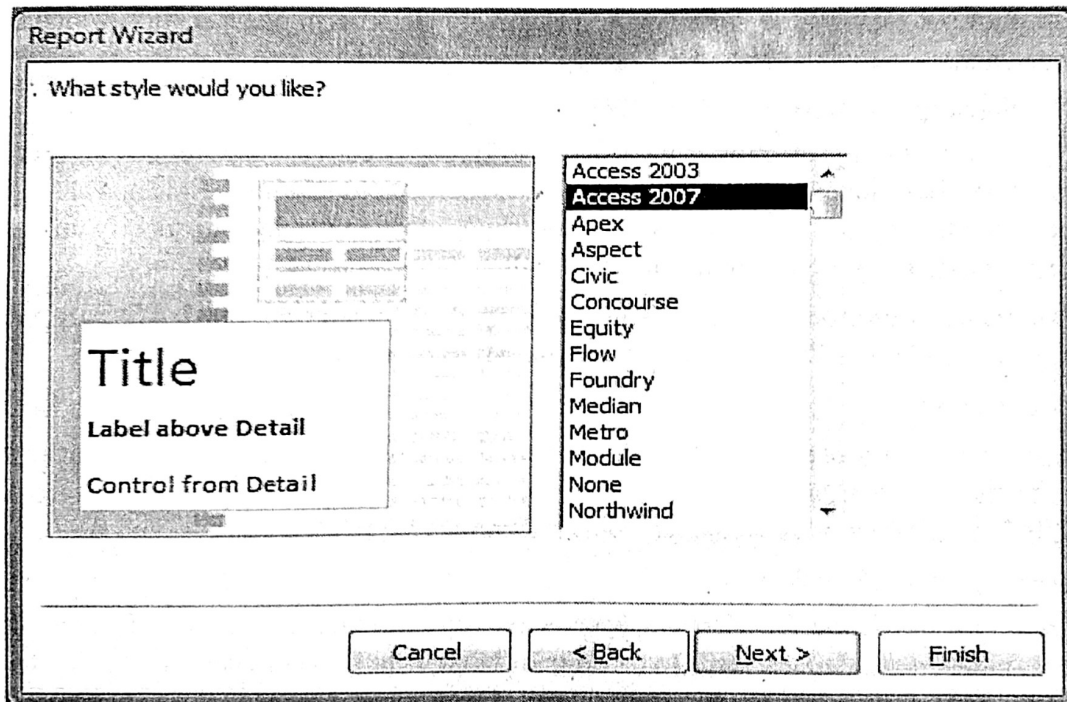 Report Wizard
What style would you like?
Title
Label above Detail
Control from Detail
Access 2003
Access 2007
Apex
Aspect
Civic
Concourse
Equity
Flow
Foundry
Median
Metro
Module
None
Northwind
Cancel
< Back
Next >
Finish